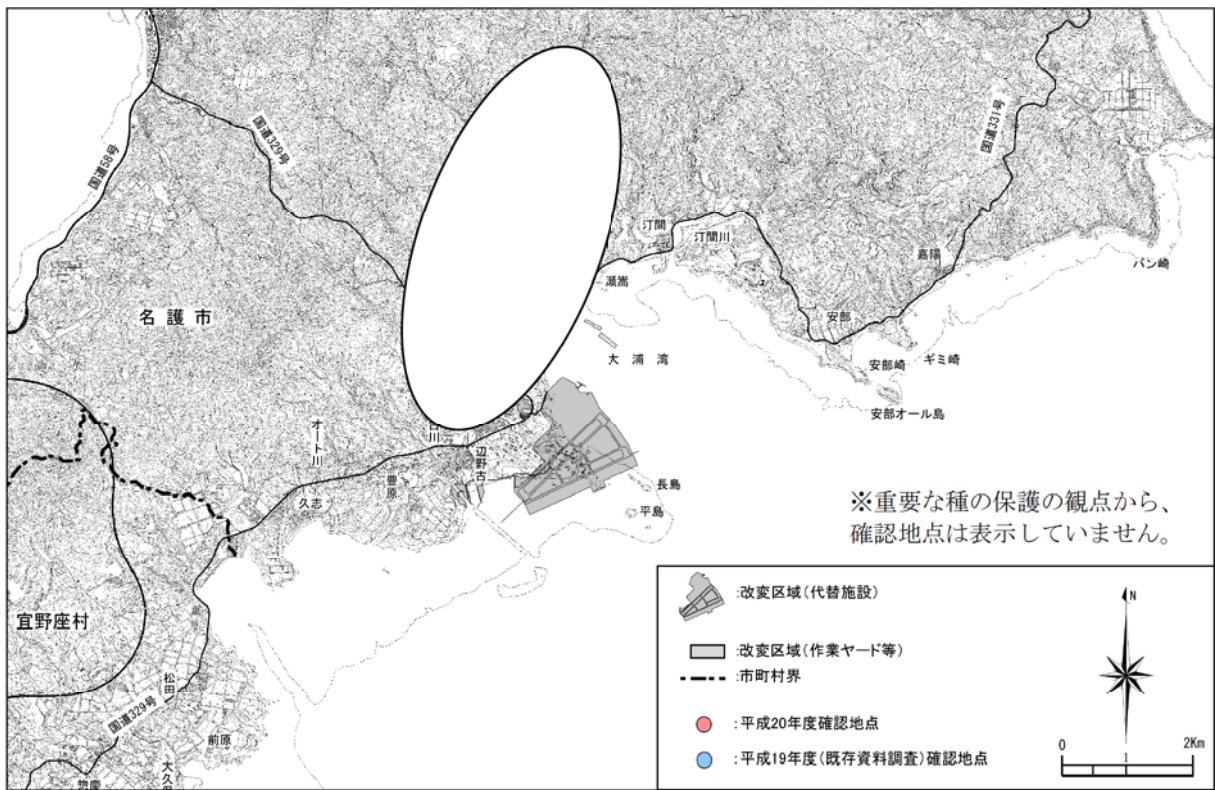 国道58号
国道329号
国道331号
汀間
汀間川
嘉陽
バン崎
瀬嵩
名護市
安部
大浦湾
安部崎
ギミ崎
安部オール島
オート川
辺野古
豊原
久志
長島
平島
※重要な種の保護の観点から、
確認地点は表示していません。
宜野座村
松田
国道329号
前原
惣慶
:改変区域(代替施設)
:改変区域(作業ヤード等)
:市町村界
:平成20年度確認地点
:平成19年度(既存資料調査)確認地点
N
0
1
2Km